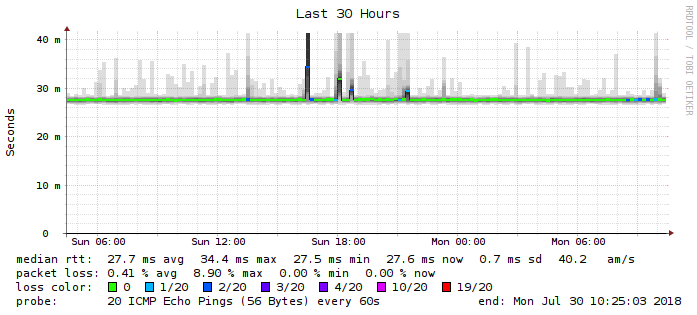 Last 30 Hours
RRDTOOL / TOBI OETIKER
Seconds
40 m
30 m
20 m
10 m
0
Sun 06:00 Sun 12:00 Sun 18:00 Mon 00:00 Mon 06:00
median rtt: 27.7 ms avg 34.4 ms max 27.5 ms min 27.6 ms now 0.7 ms sd 40.2 am/s
packet loss: 0.41 % avg 8.90 % max 0.00 % min 0.00 % now
loss color: 0 1/20 2/20 3/20 4/20 10/20 19/20
probe: 20 ICMP Echo Pings (56 Bytes) every 60s end: Mon Jul 30 10:25:03 2018